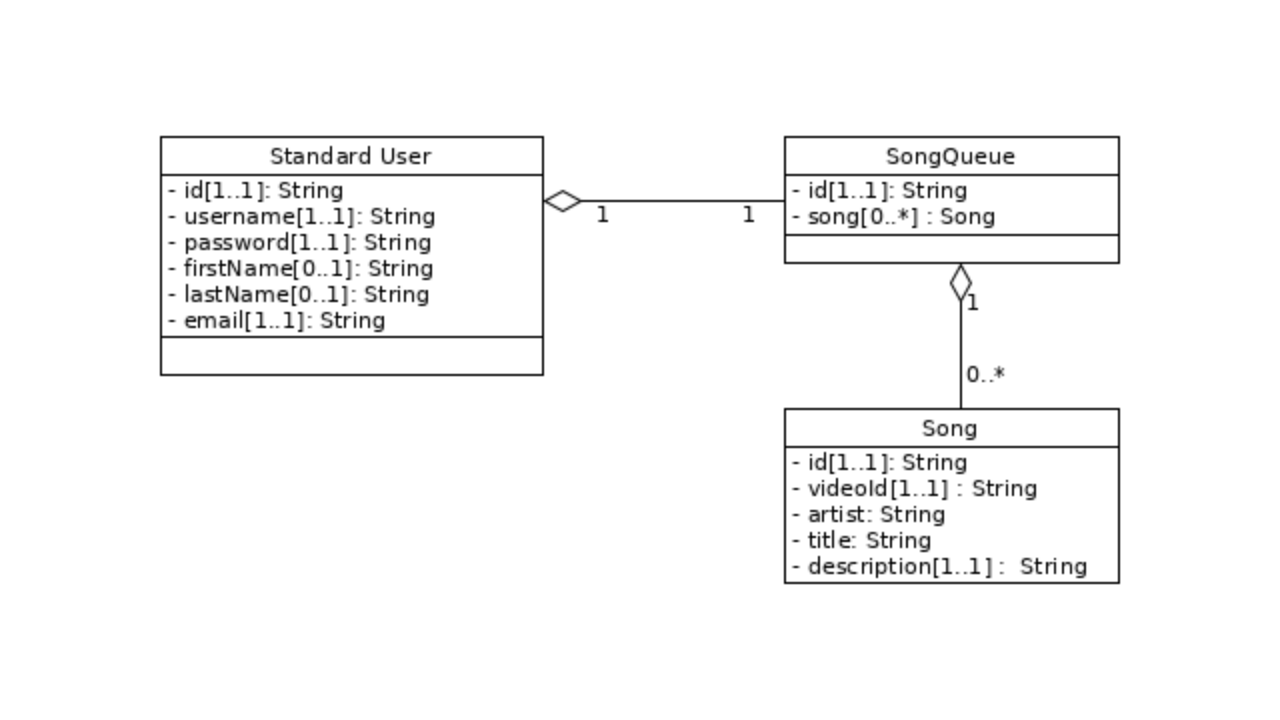 Standard User
- id[1..1]: String
- username[1..1]: String
- password[1..1]: String
- firstName[0..1]: String
- lastName[0..1]: String
- email[1..1]: String
1
1
SongQueue
- id[1..1]: String
- song[0..*] : Song
1
0..*
Song
- id[1..1]: String
- videoId[1..1] : String
- artist: String
- title: String
- description[1..1] :  String